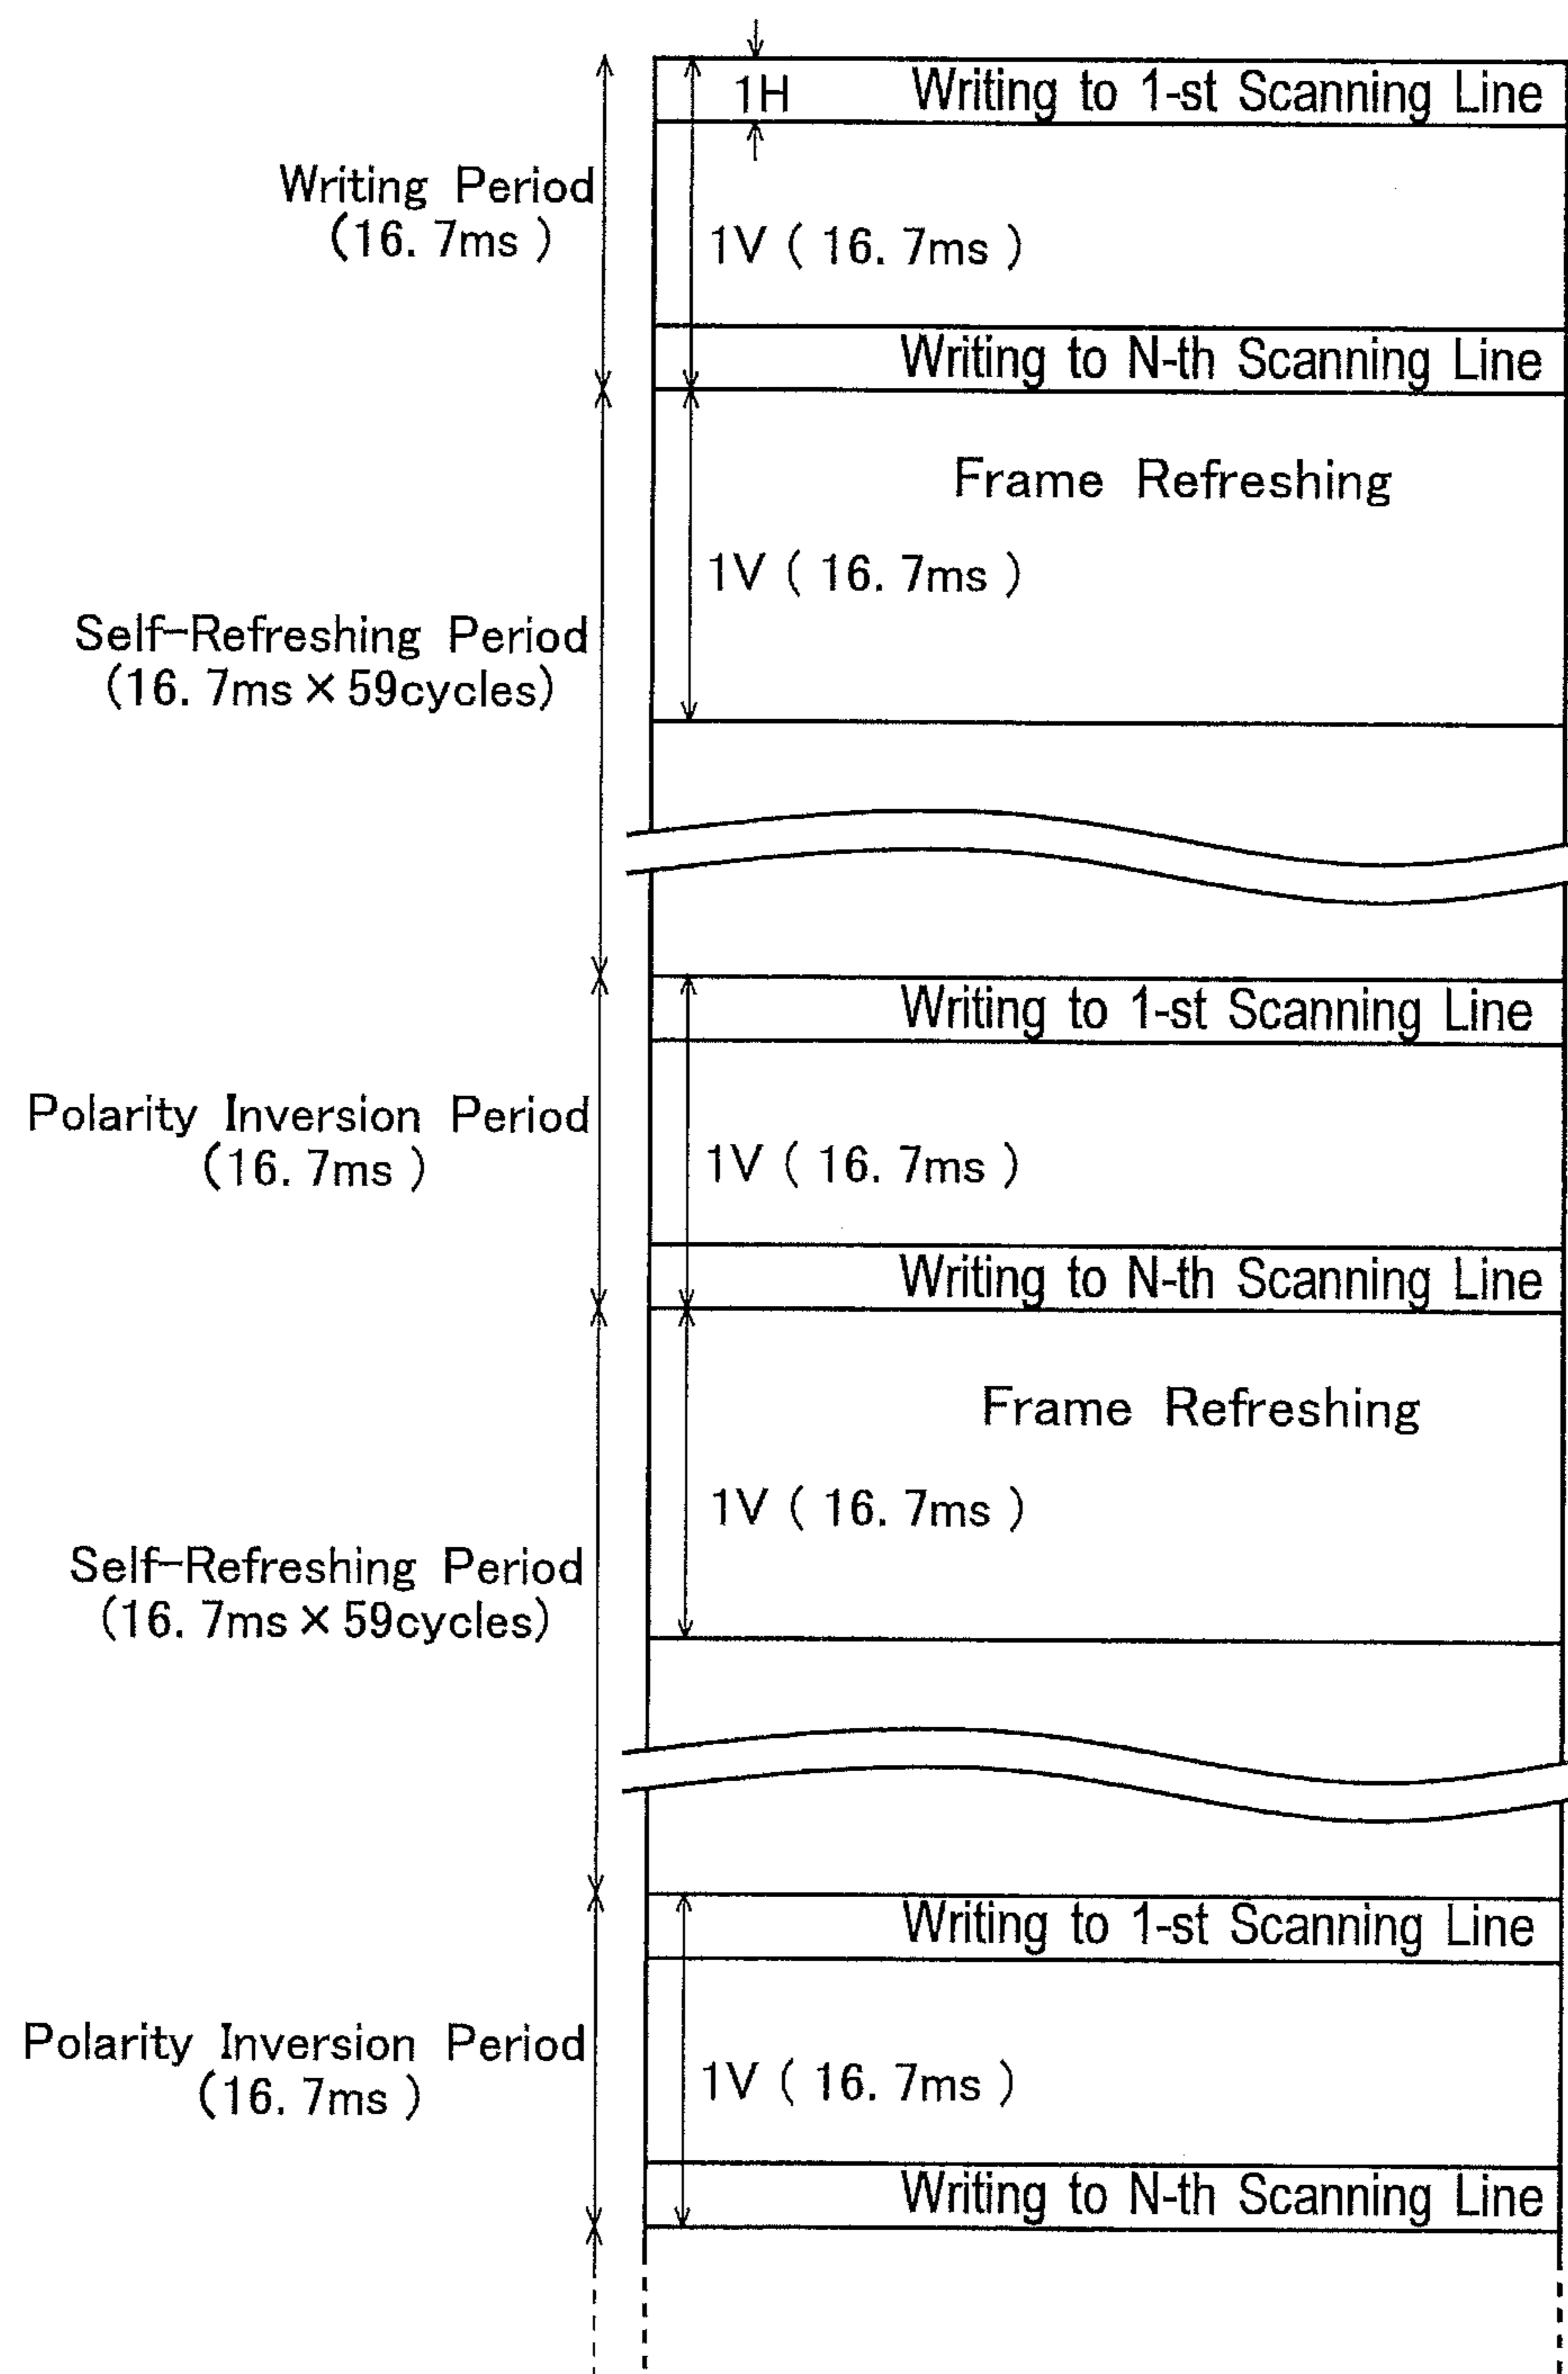 1H Writing to 1-st Scanning Line
Writing Period
(16. 7ms )
1V ( 16. 7ms )
Writing to N-th Scanning Line
Frame Refreshing
1V ( 16. 7ms )
Self-Refreshing Period
(16. 7ms × 59cycles)
Writing to 1-st Scanning Line
Polarity Inversion Period
(16. 7ms )
1V ( 16. 7ms )
Writing to N-th Scanning Line
Frame Refreshing
1V ( 16. 7ms )
Self-Refreshing Period
(16. 7ms × 59cycles)
Writing to 1-st Scanning Line
Polarity Inversion Period
(16. 7ms )
1V ( 16. 7ms )
Writing to N-th Scanning Line